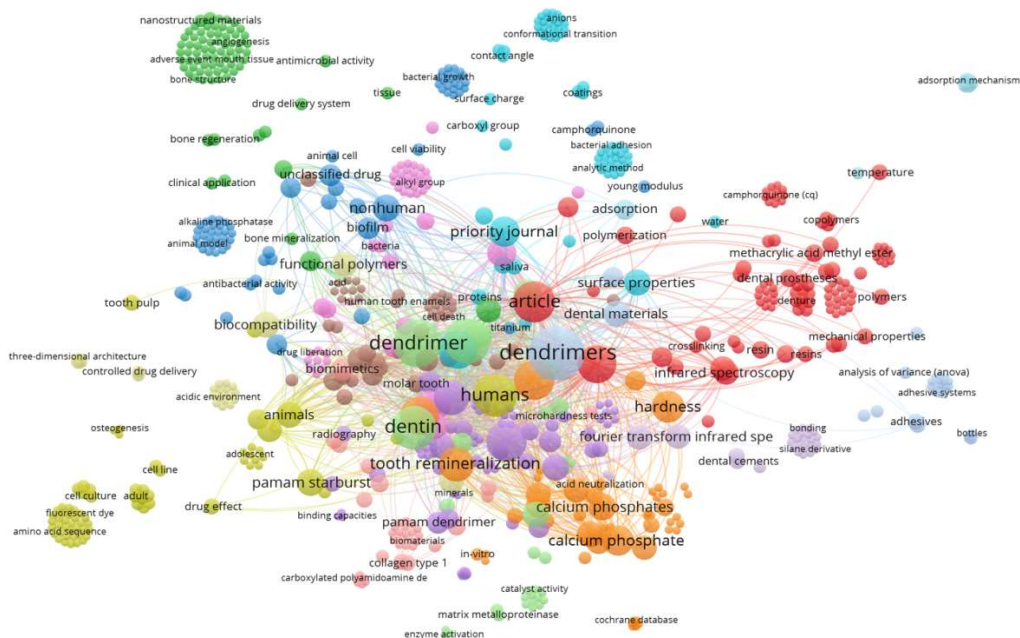 nanostructured materials
angiogenesis
adverse event mouth tissue
bone structure
antimicrobial activity
drug delivery system
tissue
bone regeneration
clinical application
alkaline phosphatase
animal model
antibacterial activity
tooth pulp
three-dimensional architecture
controlled drug delivery
acidic environment
osteogenesis
cell line
cell culture
adult
fluorescent dye
amino acid sequence
anions
conformational transition
contact angle
bacterial growth
surface charge
coatings
carboxyl group
camphorquinone
bacterial adhesion
analytic method
young modulus
adsorption mechanism
cell viability
animal cell
unclassified drug
alkyl group
nonhuman
biofilm
bone mineralization
bacteria
functional polymers
acid
human tooth enamels
cell death
proteins
saliva
titanium
priority journal
adsorption
polymerization
water
surface properties
article
dental materials
temperature
camphorquinone (cq)
copolymers
methacrylic acid methyl ester
dental prostheses
denture
polymers
mechanical properties
crosslinking
resin
resins
infrared spectroscopy
analysis of variance (anova)
adhesive systems
adhesives
bottles
bonding
silane derivative
dental cements
biocompatibility
drug liberation
biomimetics
dendrimer
dendrimers
molar tooth
humans
microhardness tests
hardness
animals
radiography
dentin
fourier transform infrared spe
adolescent
tooth remineralization
pamam starburst
acid neutralization
minerals
drug effect
binding capacities
pamam dendrimer
calcium phosphates
biomaterials
calcium phosphate
collagen type 1
in-vitro
carboxylated polyamidoamine de
catalyst activity
matrix metalloproteinase
enzyme activation
cochrane database